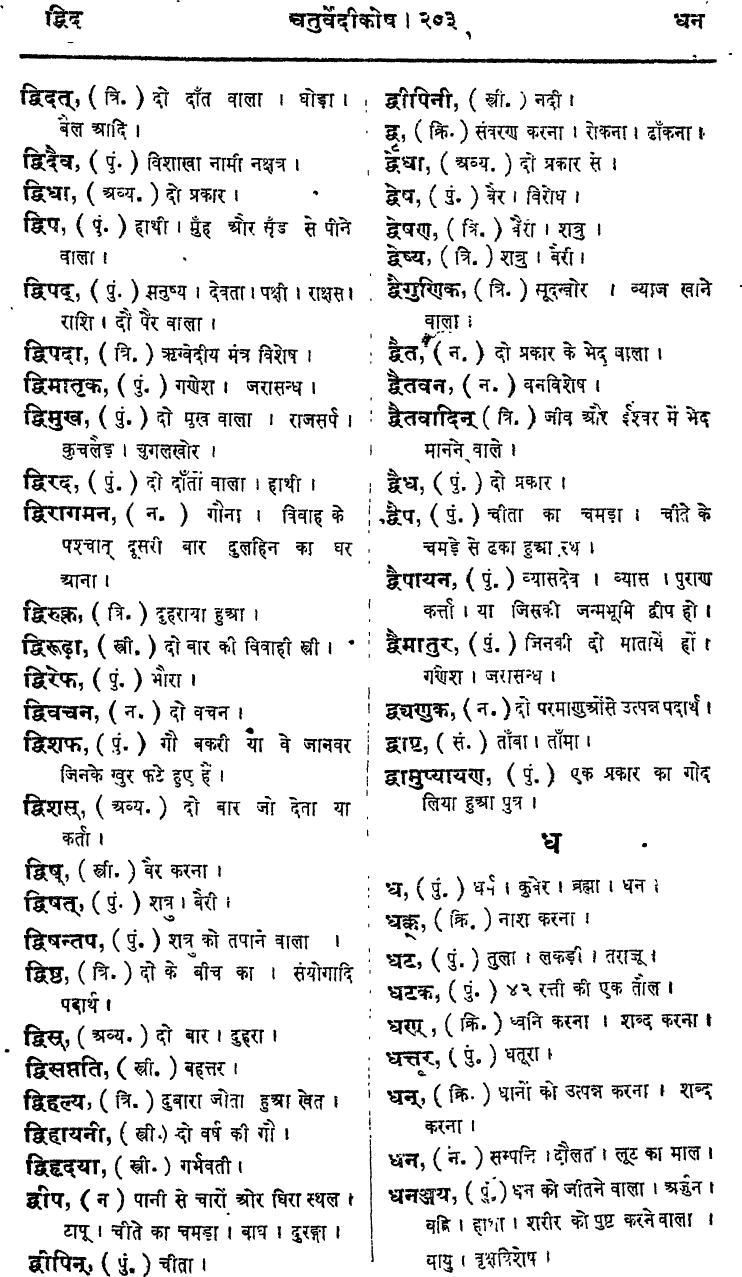 द्विद चतुर्वेदीकोष । २७३ धन
द्विदत्, ( त्रि. ) दो दाँत वाला । घोड़ा ।
बैल आदि ।
द्विदैव, ( पुं. ) विशाखा नामी नक्षत्र ।
द्विधा, ( अव्य. ) दो प्रकार ।
द्विप, ( पुं. ) हाथी । मुँह और सूँड से पीने
वाला ।
द्विपद्, ( पुं. ) मनुष्य । देवता । पक्षी । राक्षस ।
राशि । दो पैर वाला ।
द्विपदा, ( त्रि. ) ऋग्वेदीय मंत्र विशेष ।
द्विमातृक, ( पुं. ) गणेश । जरासन्ध ।
द्विमुख, ( पुं. ) दो मुख वाला । राजसर्प ।
कुचलैड़ । चुगलखोर ।
द्विरद, ( पुं. ) दो दाँतों वाला । हाथी ।
द्विरागमन, ( न. ) गौना । विवाह के
पश्चात् दूसरी बार दुलहिन का घर
आना ।
द्विरुक्त, ( त्रि. ) दुहराया हुआ ।
द्विरूढ़ा, ( स्त्री. ) दो बार की विवाही स्त्री ।
द्विरेफ, ( पुं. ) भौरा ।
द्विवचन, ( न. ) दो वचन ।
द्विशफ, ( पुं. ) गौ बकरी या वे जानवर
जिनके खुर फटे हुए हैं ।
द्विशस्, ( अव्य. ) दो बार जो देता या
कर्ता ।
द्विष्, ( स्त्री. ) बैर करना ।
द्विषत्, ( पुं. ) शत्रु । बैरी ।
द्विषन्तप, ( पुं. ) शत्रु को तपाने वाला ।
द्विष्ठ, ( त्रि. ) दो के बीच का । संयोगादि
पदार्थ ।
द्विस्, ( अव्य. ) दो बार । दुहरा ।
द्विसप्तति, ( स्त्री. ) बहत्तर ।
द्विहल्य, ( त्रि. ) दुबारा जोता हुआ खेत ।
द्विहायनी, ( स्त्री. ) दो वर्ष की गौ ।
द्विहृदया, ( स्त्री. ) गर्भवती ।
द्वीप, ( न ) पानी से चारों ओर घिरा स्थल ।
टापू । चीते का चमड़ा । बाघ । दुरङ्गा ।
द्वीपिन्, ( पुं. ) चीता ।
द्वीपिनी, ( स्त्री. ) नदी ।
द्वृ, ( क्रि. ) संवरण करना । रोकना । ढाँकना ।
द्वेधा, ( अव्य. ) दो प्रकार से ।
द्वेष, ( पुं. ) बैर । विरोध ।
द्वेषण, ( त्रि. ) बैरी । शत्रु ।
द्वेष्य, ( त्रि. ) शत्रु । बैरी ।
द्वैगुणिक, ( त्रि. ) सूदखोर । ब्याज खाने
वाला ।
द्वैत, ( न. ) दो प्रकार के भेद वाला ।
द्वैतवन, ( न. ) वनविशेष ।
द्वैतवादिन् ( त्रि. ) जीव और ईश्वर में भेद
मानने वाले ।
द्वैध, ( पुं. ) दो प्रकार ।
द्वैप, ( पुं. ) चीता का चमड़ा । चीते के
चमड़े से ढका हुआ रथ ।
द्वैपायन, ( पुं. ) व्यासदेव । व्यास । पुराण
कर्त्ता । या जिसकी जन्मभूमि द्वीप हो ।
द्वैमातुर, ( पुं. ) जिनकी दो मातायें हों ।
गणेश । जरासन्ध ।
द्व्यणुक, ( न. ) दो परमाणुओंसे उत्पन्न पदार्थ ।
द्वाष्ट, ( सं. ) ताँबा । ताँमा ।
द्वामुप्यायण, ( पुं. ) एक प्रकार का गोद
लिया हुआ पुत्र ।
ध
ध, ( पुं. ) धर्म । कुबेर । ब्रह्मा । धन ।
धक्क्, ( क्रि. ) नाश करना ।
धट, ( पुं. ) तुला । लकड़ी । तराजू ।
धटक, ( पुं. ) ४२ रत्ती की एक तौल ।
धण्, ( क्रि. ) ध्वनि करना । शब्द करना ।
धत्तूर, ( पुं. ) धतूरा ।
धन्, ( क्रि. ) धानों को उत्पन्न करना । शब्द
करना ।
धन, ( न. ) सम्पत्ति । दौलत । लूट का माल ।
धनञ्जय, ( पुं. ) धन को जीतने वाला । अर्जुन ।
वह्नि । हाथी । शरीर को पुष्ट करने वाला ।
वायु । वृक्षविशेष ।